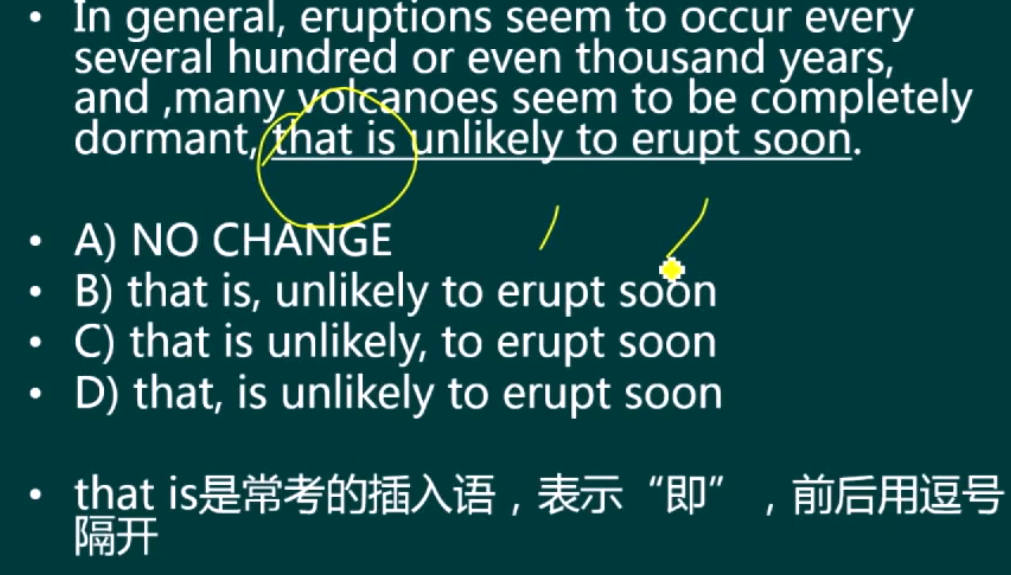 • In general, eruptions seem to occur every
several hundred or even thousand years,
and ,many volcanoes seem to be completely
dormant, that is unlikely to erupt soon.
• A) NO CHANGE
• B) that is, unlikely to erupt soon
• C) that is unlikely, to erupt soon
• D) that, is unlikely to erupt soon
• that is是常考的插入语，表示“即”，前后用逗号
隔开